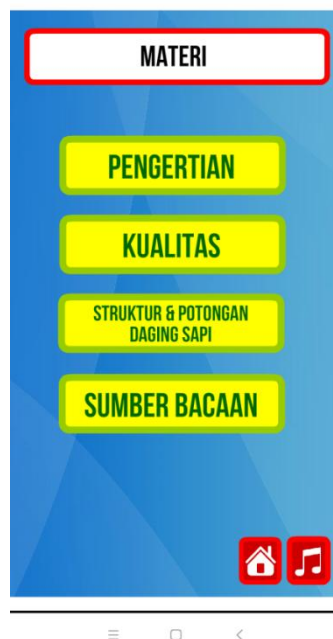 MATERI
PENGERTIAN
KUALITAS
STRUKTUR & POTONGAN
DAGING SAPI
SUMBER BACAAN